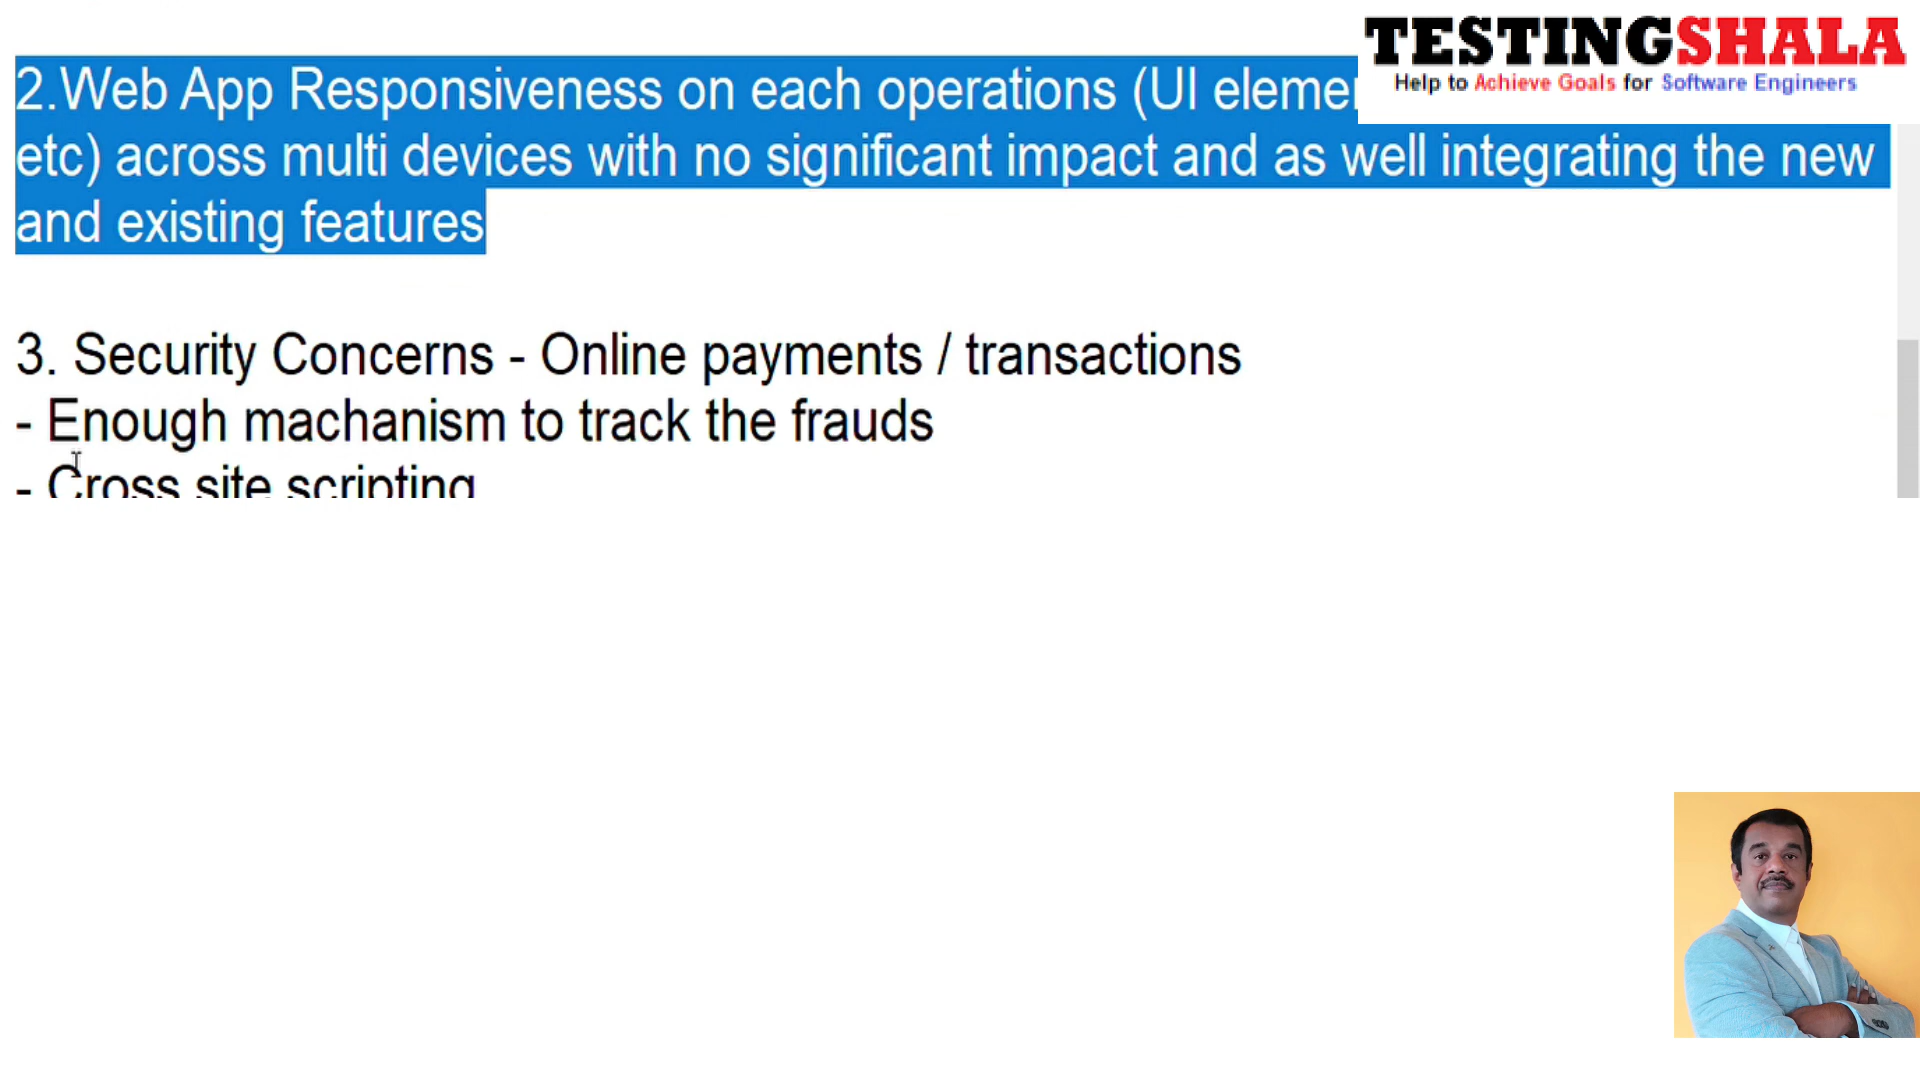 TESTINGSHALA
Help to Achieve Goals for Software Engineers
2.Web App Responsiveness on each operations (UI
etc) across multi devices with no significant impact and as well integrating the new
and existing features
3. Security Concerns - Online payments / transactions
- Enough machanism to track the frauds
- Cross site scripting